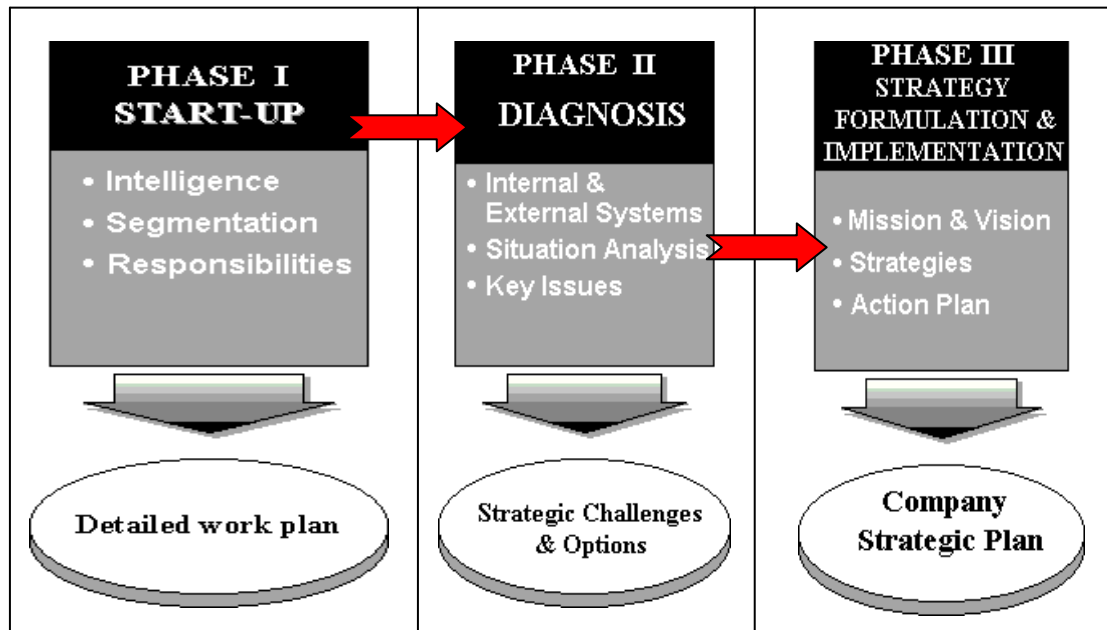 PHASE I
START-UP
• Intelligence
• Segmentation
• Responsibilities
Detailed work plan
PHASE II
DIAGNOSIS
• Internal &
External Systems
• Situation Analysis
• Key Issues
Strategic Challenges
& Options
PHASE III
STRATEGY
FORMULATION &
IMPLEMENTATION
• Mission & Vision
• Strategies
• Action Plan
Company
Strategic Plan